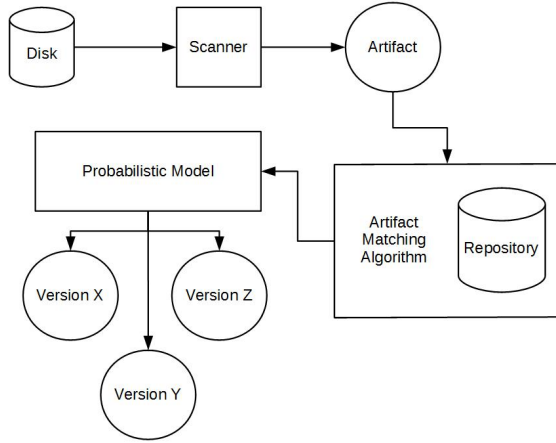 Disk
Scanner
Artifact
Probabilistic Model
Artifact
Matching
Algorithm
Repository
Version X
Version Z
Version Y